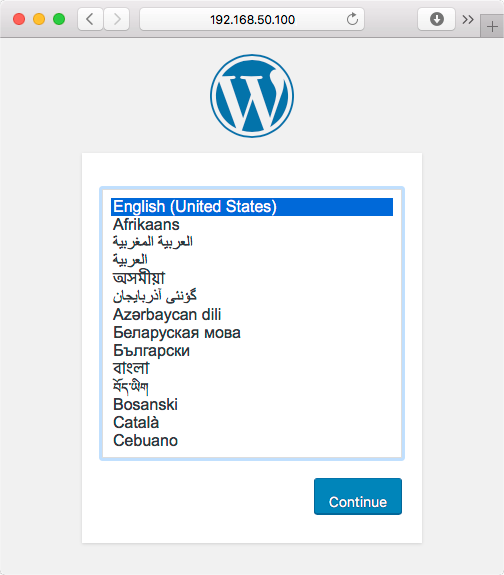 192.168.50.100
English (United States)
Afrikaans
العربية المغربية
العربية
অসমীয়া
گؤنئی آذربایجان
Azərbaycan dili
Беларуская мова
Български
বাংলা
བོད་ཡིག
Bosanski
Català
Cebuano
Continue